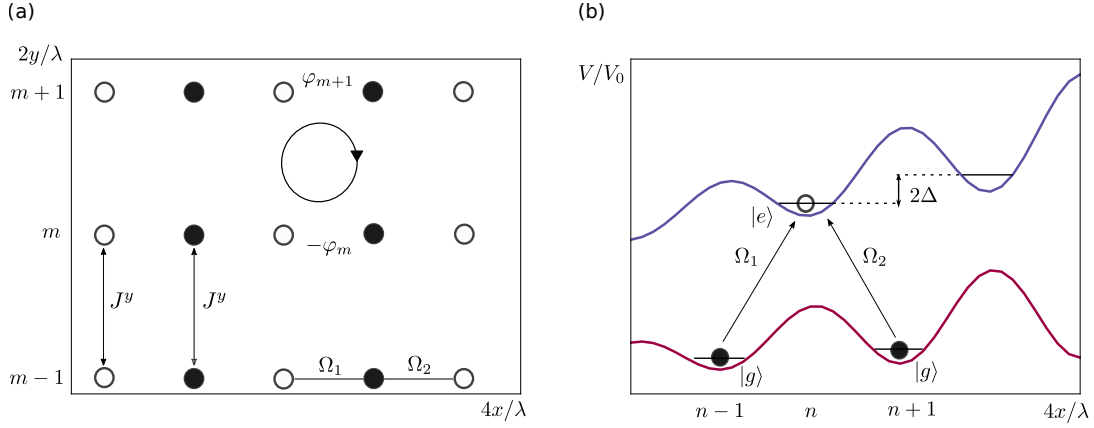 (a)
2y/λ
m + 1
φ_{m+1}
m
−φ_m
J^y
J^y
m − 1
Ω_1
Ω_2
4x/λ
(b)
V/V_0
2Δ
|e⟩
Ω_1
Ω_2
|g⟩
|g⟩
n − 1
n
n + 1
4x/λ